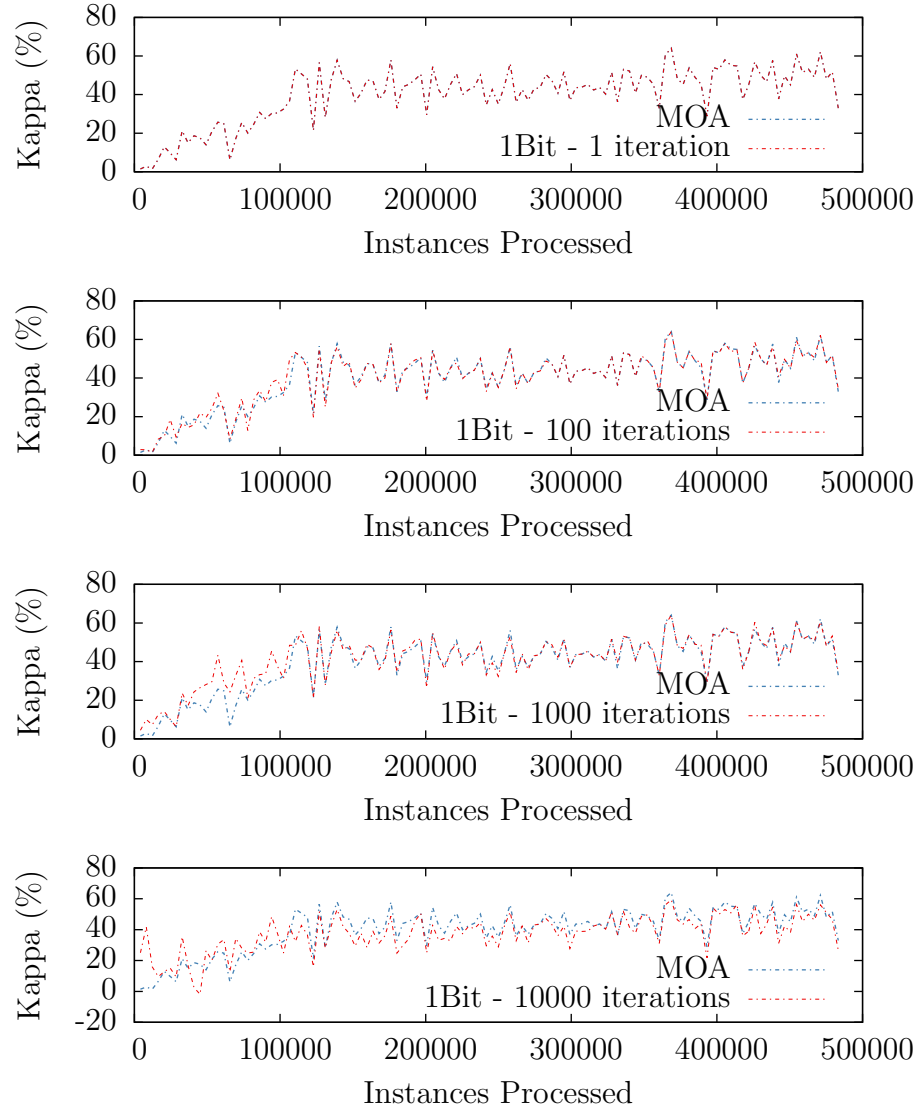 80
60
40
20
0
Kappa (%)
MOA
1Bit - 1 iteration
0 100000 200000 300000 400000 500000
Instances Processed
80
60
40
20
0
Kappa (%)
MOA
1Bit - 100 iterations
0 100000 200000 300000 400000 500000
Instances Processed
80
60
40
20
0
Kappa (%)
MOA
1Bit - 1000 iterations
0 100000 200000 300000 400000 500000
Instances Processed
80
60
40
20
0
-20
Kappa (%)
MOA
1Bit - 10000 iterations
0 100000 200000 300000 400000 500000
Instances Processed